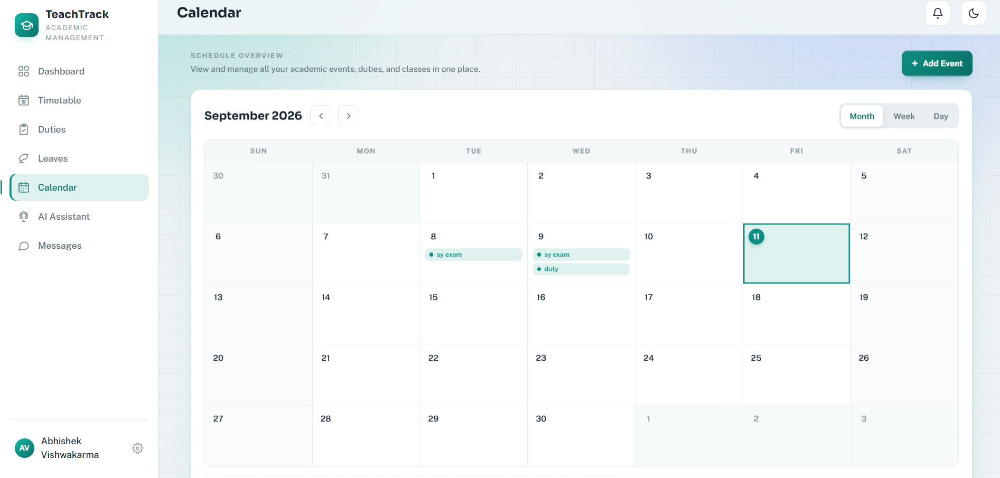 TeachTrack
ACADEMIC
MANAGEMENT
Dashboard
Timetable
Duties
Leaves
Calendar
AI Assistant
Messages
Abhishek
Vishwakarma
AV
Calendar
SCHEDULE OVERVIEW
View and manage all your academic events, duties, and classes in one place.
+ Add Event
September 2026
Month Week Day
SUN MON TUE WED THU FRI SAT
30 31 1 2 3 4 5
6 7 8 9 10 11 12
sy exam sy exam
duty
13 14 15 16 17 18 19
20 21 22 23 24 25 26
27 28 29 30 1 2 3